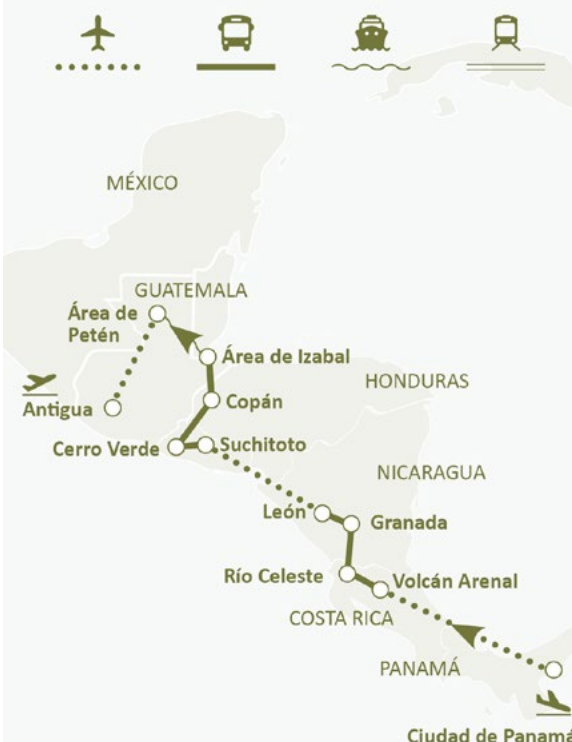 MÉXICO
GUATEMALA
Área de
Petén
Área de Izabal
HONDURAS
Antigua
Copán
Cerro Verde
Suchitoto
NICARAGUA
León
Granada
Río Celeste
Volcán Arenal
COSTA RICA
PANAMÁ
Ciudad de Panamá